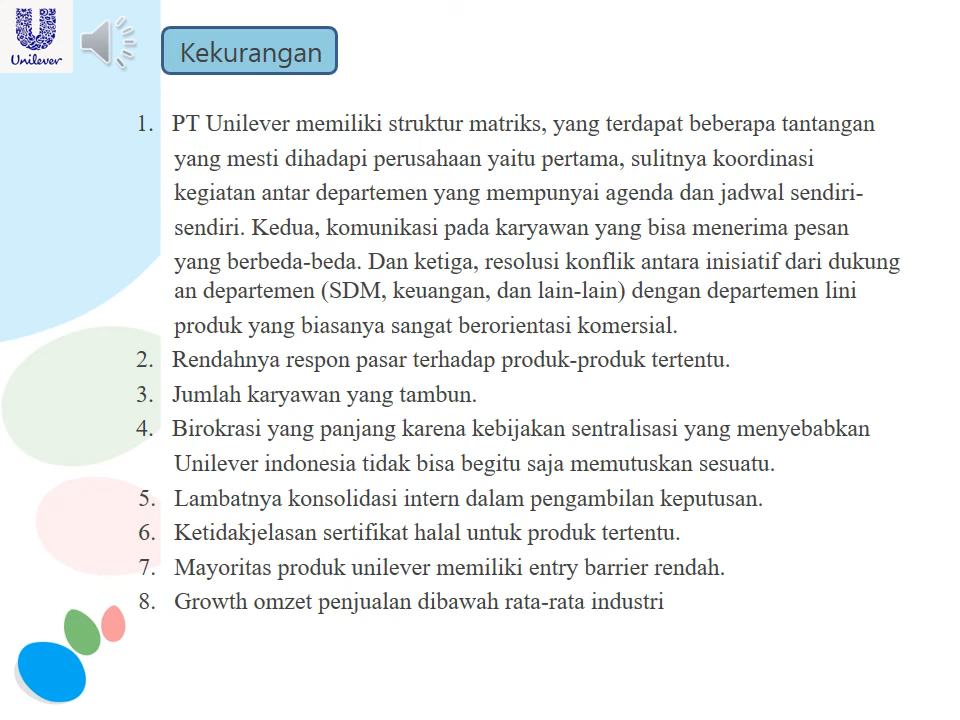 Unilever
Kekurangan
1. PT Unilever memiliki struktur matriks, yang terdapat beberapa tantangan
yang mesti dihadapi perusahaan yaitu pertama, sulitnya koordinasi
kegiatan antar departemen yang mempunyai agenda dan jadwal sendiri-
sendiri. Kedua, komunikasi pada karyawan yang bisa menerima pesan
yang berbeda-beda. Dan ketiga, resolusi konflik antara inisiatif dari dukung
an departemen (SDM, keuangan, dan lain-lain) dengan departemen lini
produk yang biasanya sangat berorientasi komersial.
2. Rendahnya respon pasar terhadap produk-produk tertentu.
3. Jumlah karyawan yang tambun.
4. Birokrasi yang panjang karena kebijakan sentralisasi yang menyebabkan
Unilever indonesia tidak bisa begitu saja memutuskan sesuatu.
5. Lambatnya konsolidasi intern dalam pengambilan keputusan.
6. Ketidakjelasan sertifikat halal untuk produk tertentu.
7. Mayoritas produk unilever memiliki entry barrier rendah.
8. Growth omzet penjualan dibawah rata-rata industri